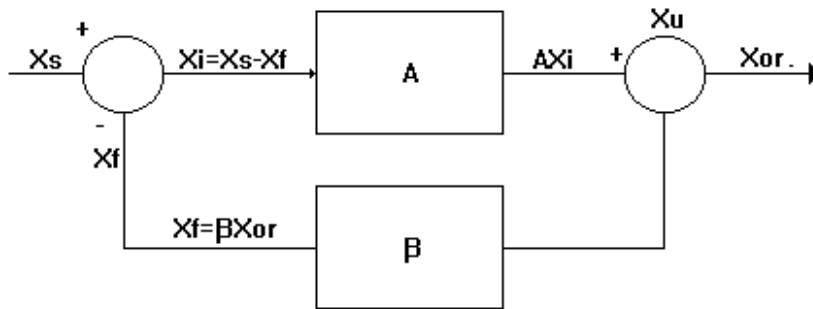 Xu
+
Xs
Xi=Xs-Xf
A
AXi
+
Xor.
-
Xf
Xf=βXor
β